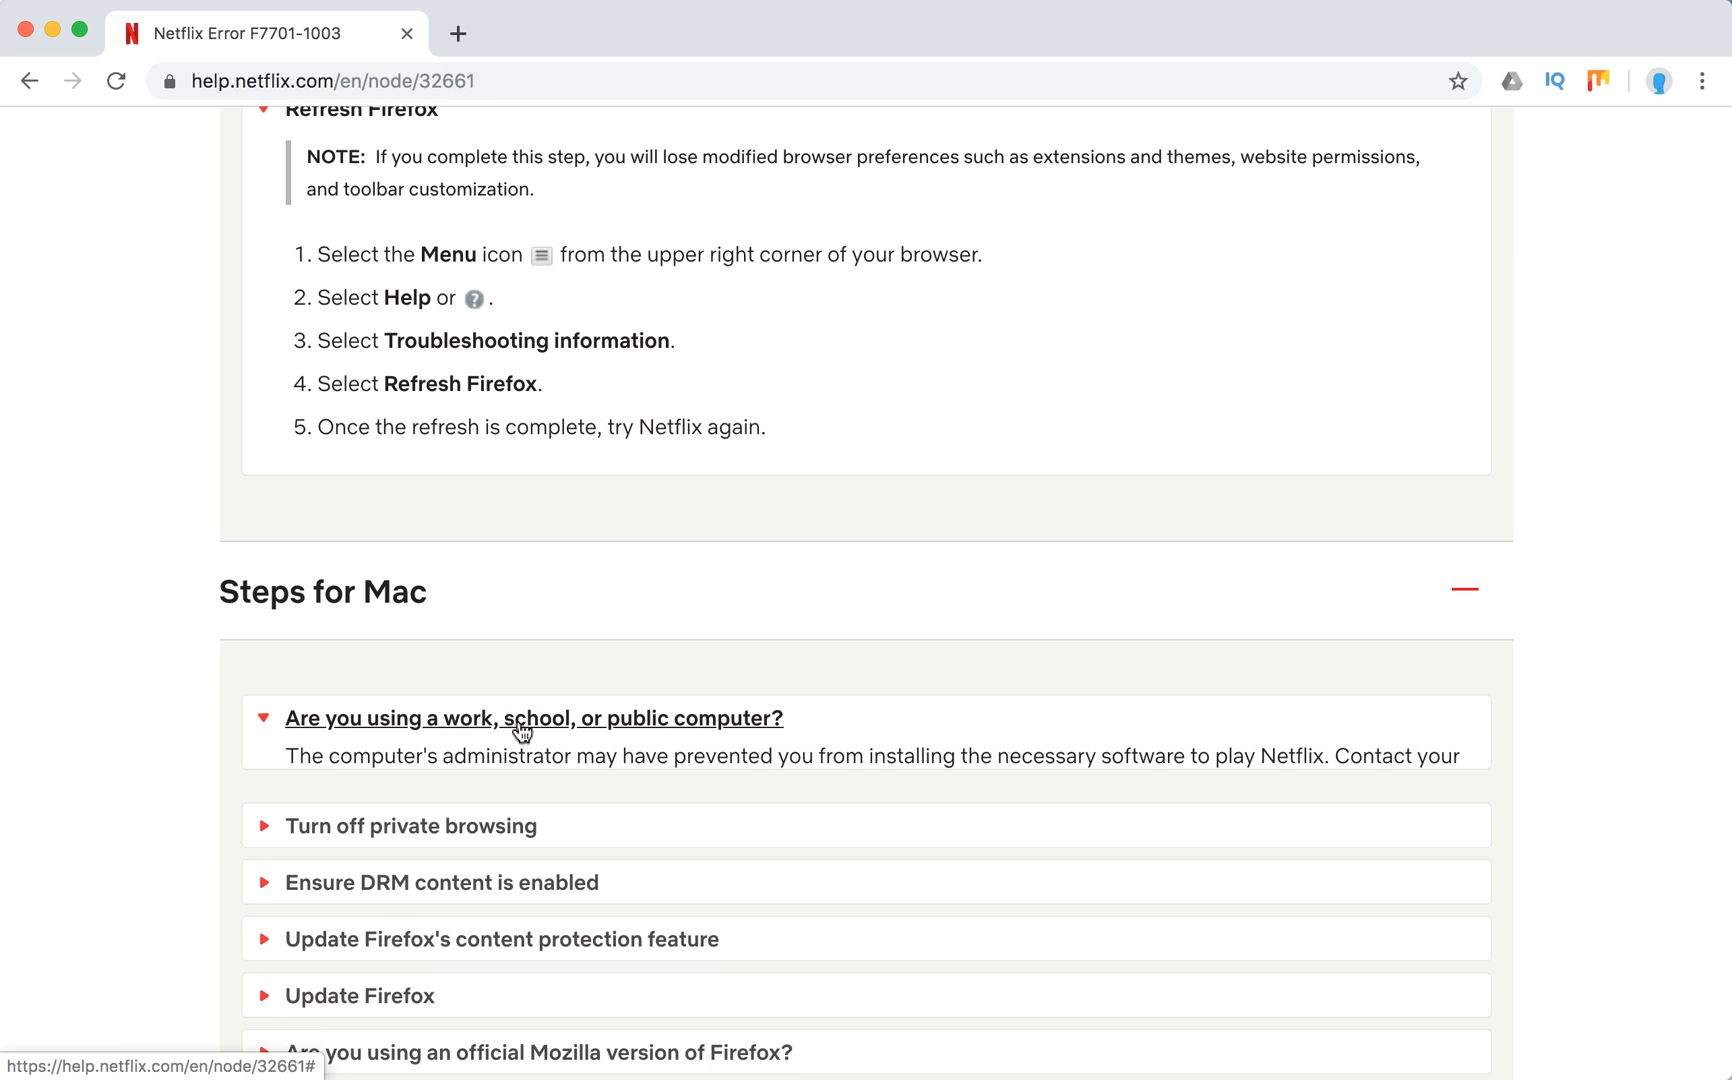 Netflix Error F7701-1003
help.netflix.com/en/node/32661
IQ
Refresh Firefox
NOTE: If you complete this step, you will lose modified browser preferences such as extensions and themes, website permissions,
and toolbar customization.
1. Select the Menu icon from the upper right corner of your browser.
2. Select Help or ? .
3. Select Troubleshooting information.
4. Select Refresh Firefox.
5. Once the refresh is complete, try Netflix again.
Steps for Mac
Are you using a work, school, or public computer?
The computer's administrator may have prevented you from installing the necessary software to play Netflix. Contact your
Turn off private browsing
Ensure DRM content is enabled
Update Firefox's content protection feature
Update Firefox
Are you using an official Mozilla version of Firefox?
https://help.netflix.com/en/node/32661#